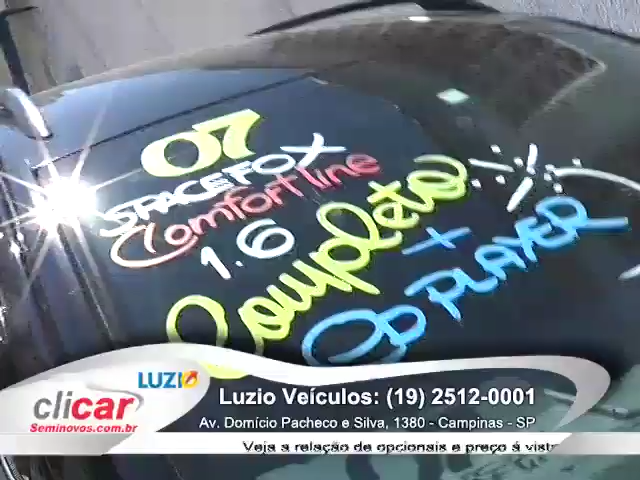 07
SPACEFOX
Comfortline
1.6
Completo
+
CD PLAYER
LUZIO
clicar
Seminovos.com.br
Luzio Veículos: (19) 2512-0001
Av. Domício Pacheco e Silva, 1380 - Campinas - SP
Veja a relação de opcionais e preço á vista